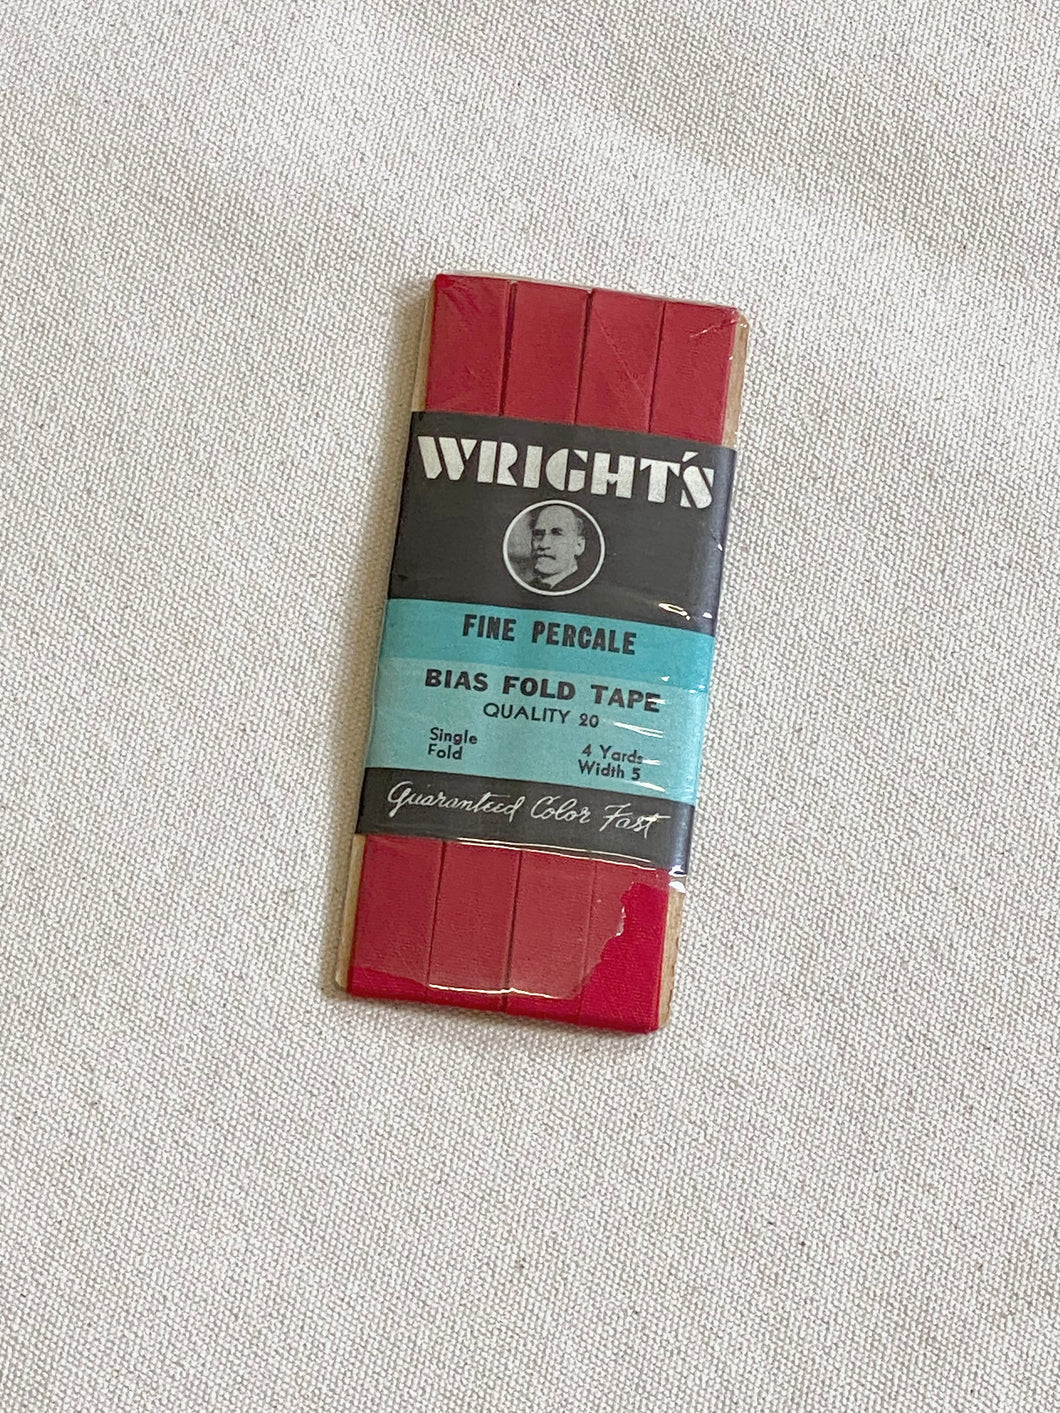 WRIGHT'S
FINE PERCALE
BIAS FOLD TAPE
QUALITY 20
Single
Fold
4 Yards
Width 5
Guaranteed Color Fast